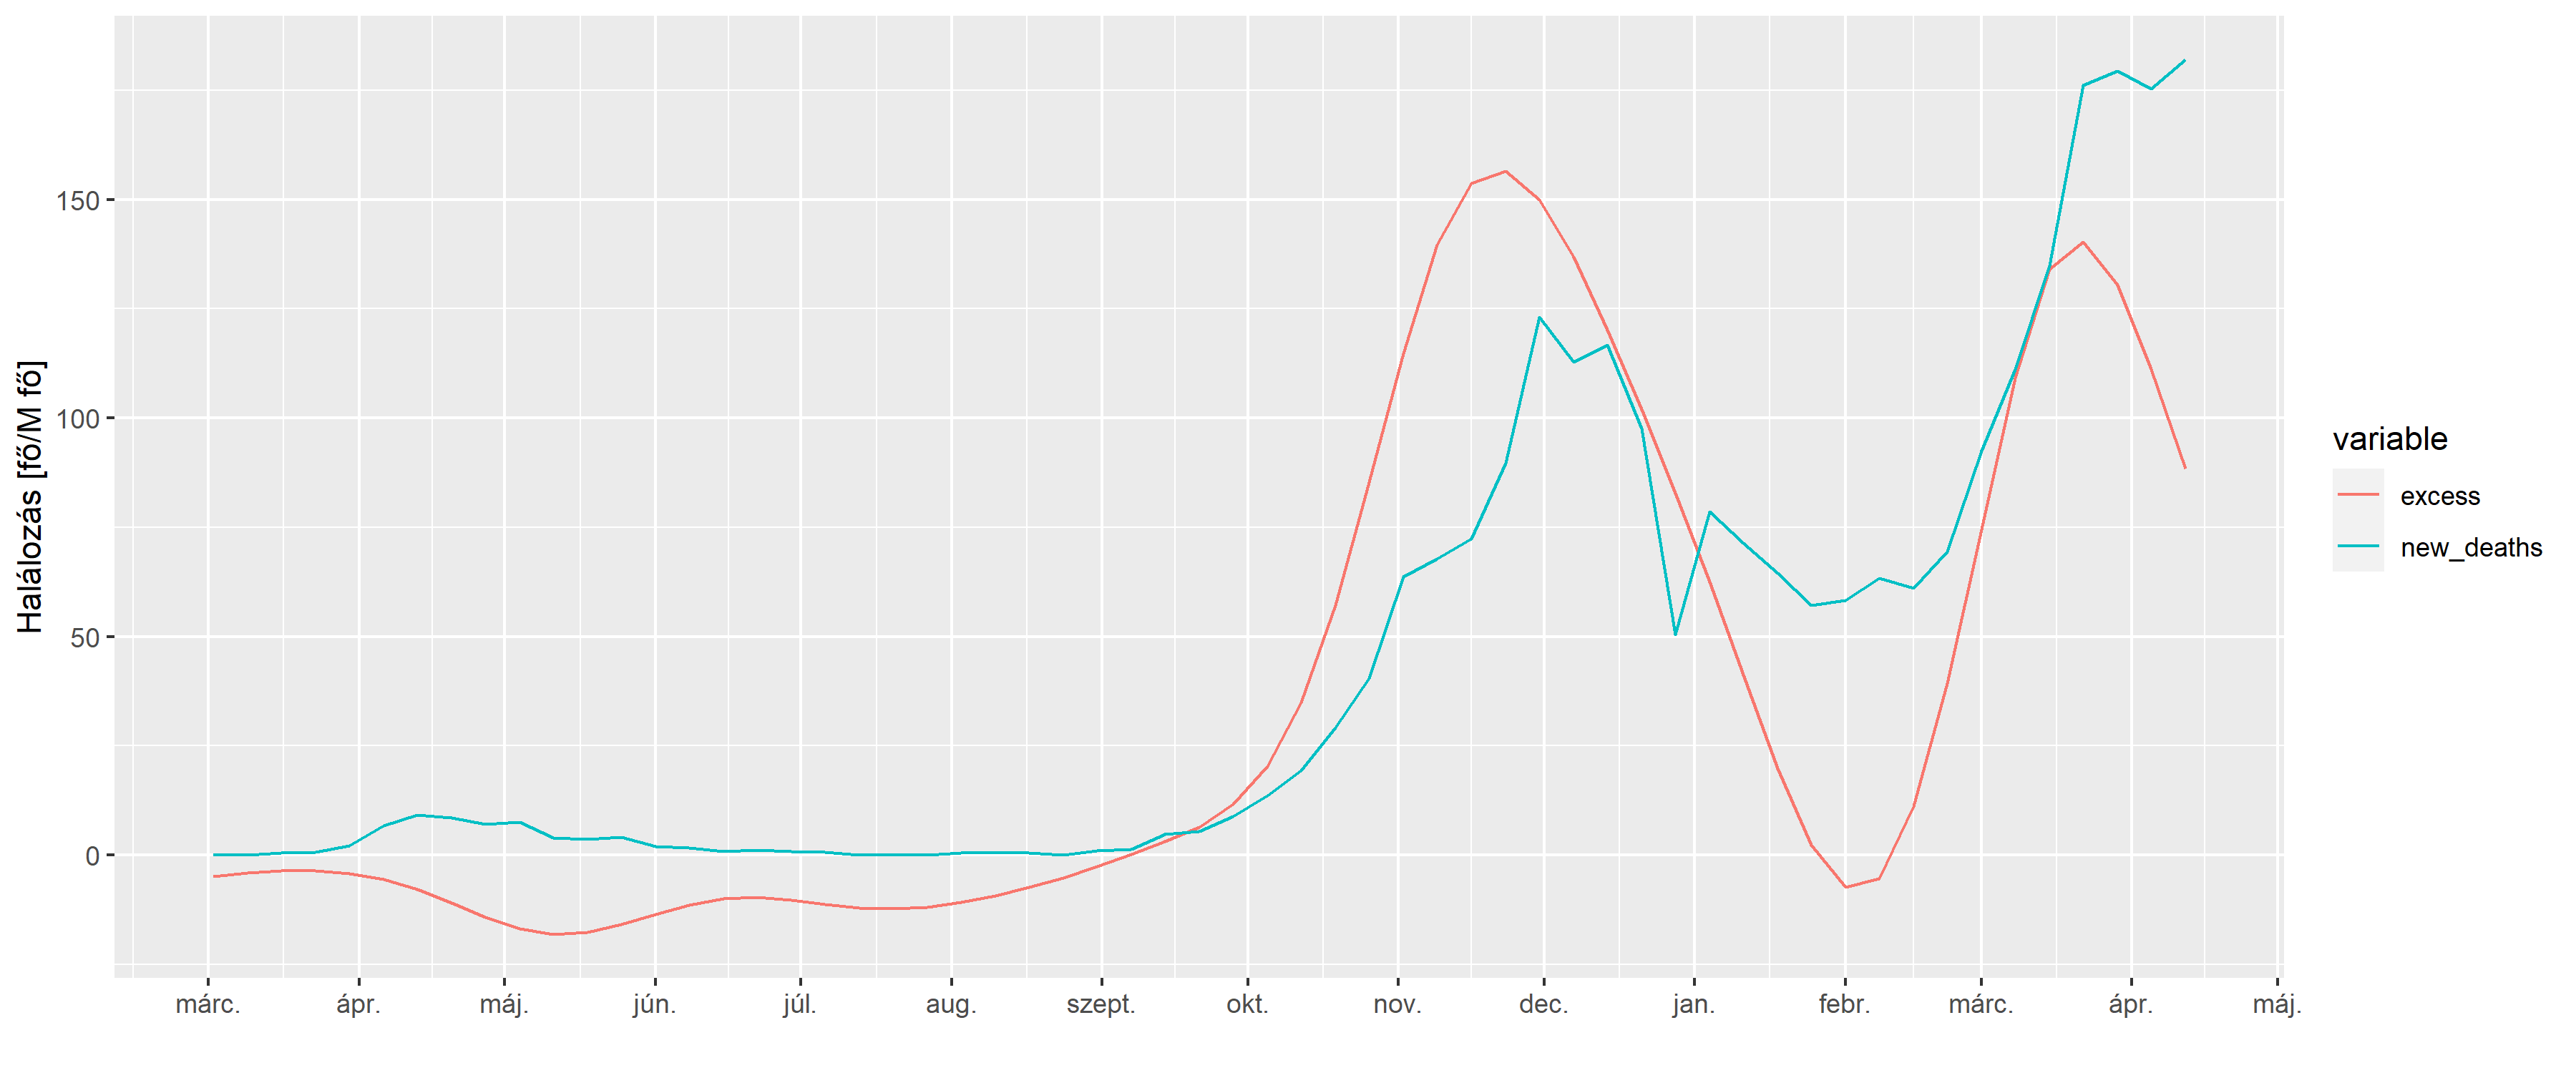 Halálozás [fő/M fő]
150
100
50
0
márc. ápr. máj. jún. júl. aug. szept. okt. nov. dec. jan. febr. márc. ápr. máj.
variable
excess
new_deaths